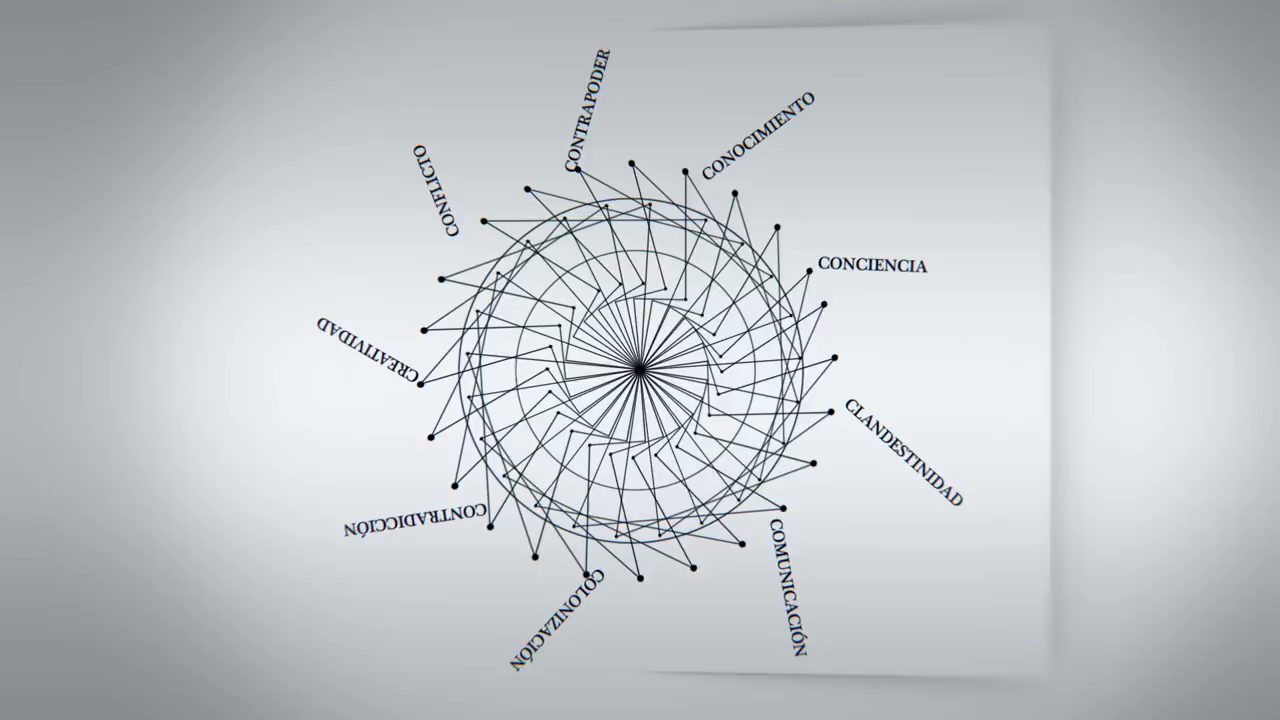 CONTRAPODER
CONOCIMIENTO
CONCIENCIA
CLANDESTINIDAD
COMUNICACIÓN
COLONIZACIÓN
CONTRADICCIÓN
CREATIVIDAD
CONFLICTO